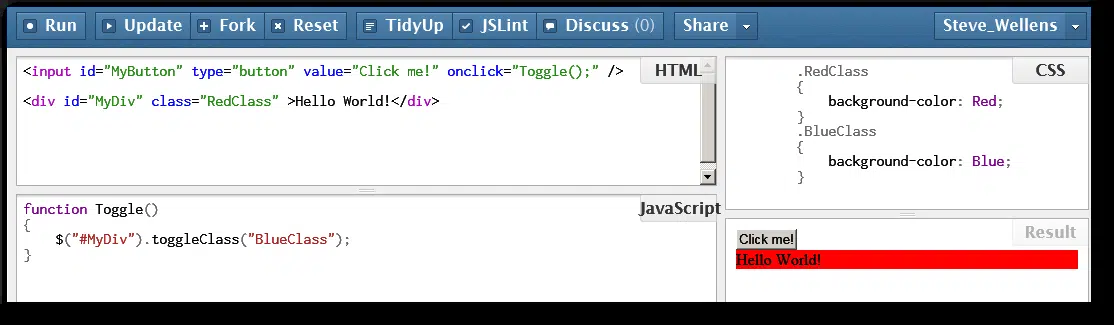 Run Update Fork Reset TidyUp JSLint Discuss (0) Share Steve_Wellens
<input id="MyButton" type="button" value="Click me!" onclick="Toggle();" />
HTML
<div id="MyDiv" class="RedClass" >Hello World!</div>
CSS
.RedClass
{
background-color: Red;
}
.BlueClass
{
background-color: Blue;
}
JavaScript
function Toggle()
{
$("#MyDiv").toggleClass("BlueClass");
}
Result
Click me!
Hello World!